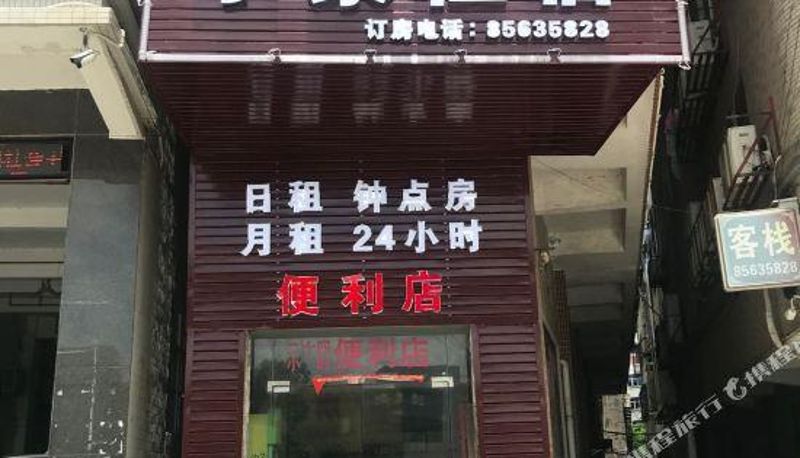 订房电话：85635828
日租 钟点房
月租 24小时
便利店
便利店
客栈
85635828
携程旅行